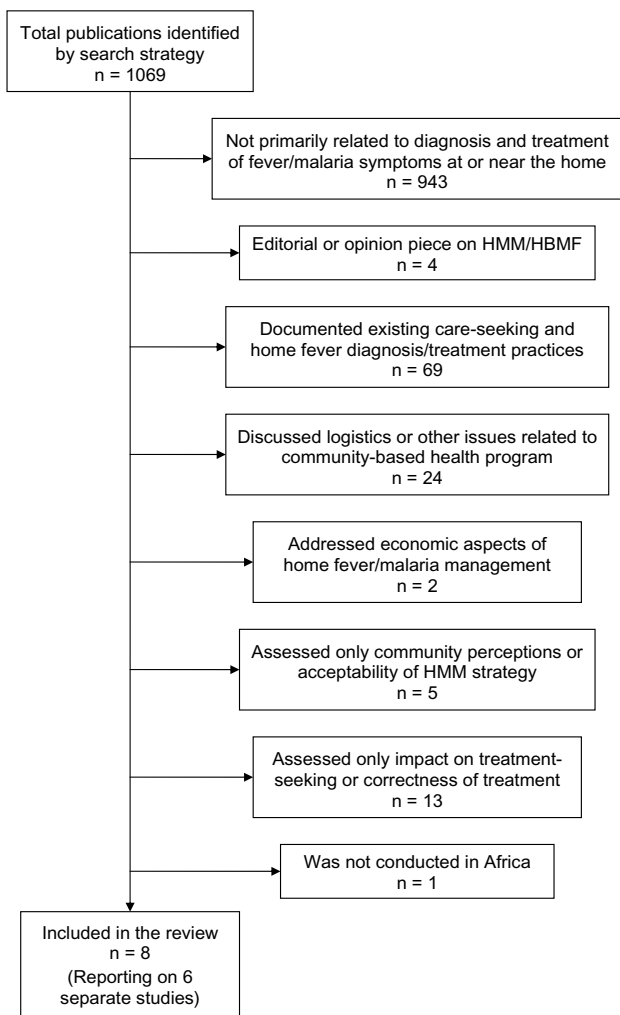 Total publications identified
by search strategy
n = 1069
Not primarily related to diagnosis and treatment
of fever/malaria symptoms at or near the home
n = 943
Editorial or opinion piece on HMM/HBMF
n = 4
Documented existing care-seeking and
home fever diagnosis/treatment practices
n = 69
Discussed logistics or other issues related to
community-based health program
n = 24
Addressed economic aspects of
home fever/malaria management
n = 2
Assessed only community perceptions or
acceptability of HMM strategy
n = 5
Assessed only impact on treatment-
seeking or correctness of treatment
n = 13
Was not conducted in Africa
n = 1
Included in the review
n = 8
(Reporting on 6
separate studies)